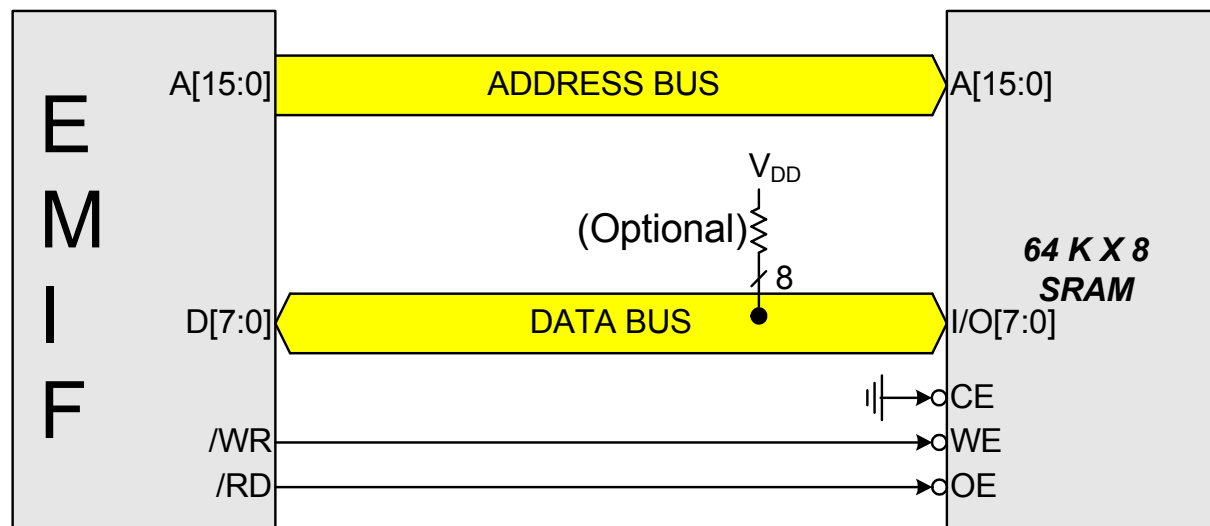 EMIF
A[15:0]
ADDRESS BUS
A[15:0]
VDD
(Optional)
8
64 K X 8
SRAM
D[7:0]
DATA BUS
I/O[7:0]
CE
/WR
WE
/RD
OE